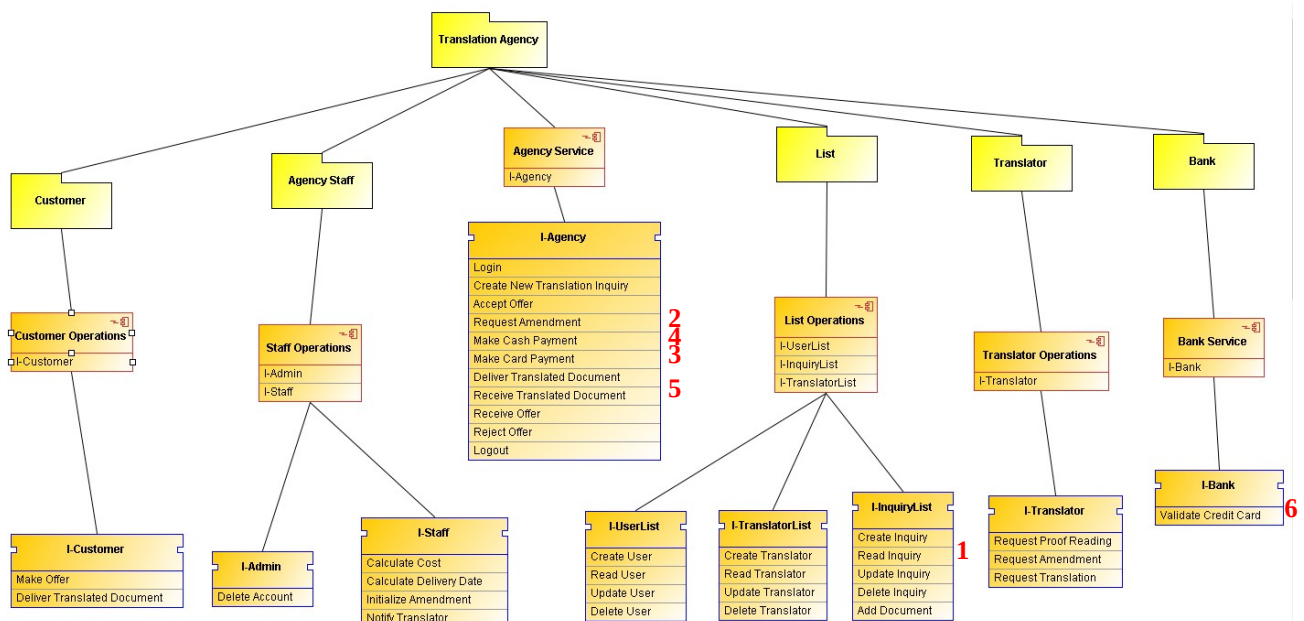 Translation Agency
Agency Service
I-Agency
List
Translator
Bank
Customer
Agency Staff
I-Agency
Login
Create New Translation Inquiry
Accept Offer
Request Amendment
2
Make Cash Payment
4
Make Card Payment
3
Deliver Translated Document
Receive Translated Document
5
Receive Offer
Reject Offer
Logout
Customer Operations
I-Customer
Staff Operations
I-Admin
I-Staff
List Operations
I-UserList
I-InquiryList
I-TranslatorList
Translator Operations
I-Translator
Bank Service
I-Bank
I-Customer
Make Offer
Deliver Translated Document
I-Admin
Delete Account
I-Staff
Calculate Cost
Calculate Delivery Date
Initialize Amendment
Notify Translator
I-UserList
Create User
Read User
Update User
Delete User
I-TranslatorList
Create Translator
Read Translator
Update Translator
Delete Translator
I-InquiryList
Create Inquiry
Read Inquiry
1
Update Inquiry
Delete Inquiry
Add Document
I-Translator
Request Proof Reading
Request Amendment
Request Translation
I-Bank
Validate Credit Card
6